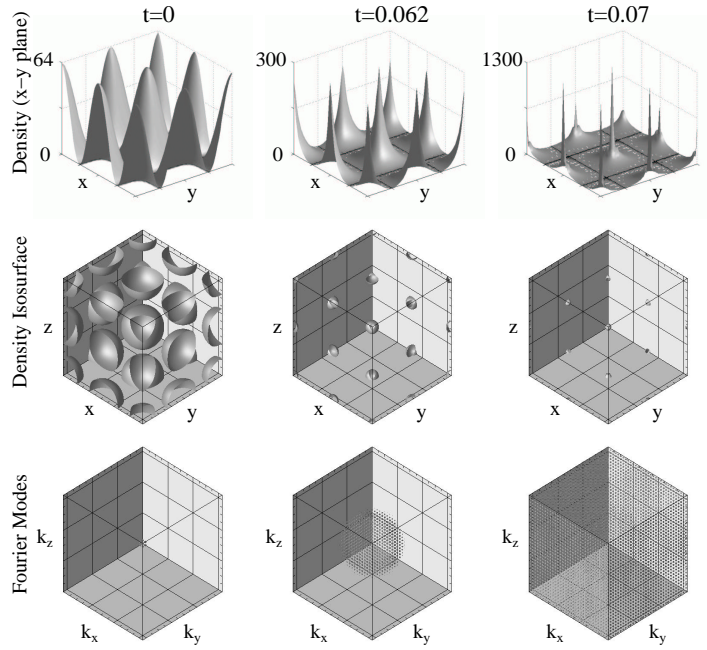 t=0
t=0.062
t=0.07
Density (x−y plane)
64
0
x
y
300
0
x
y
1300
0
x
y
Density Isosurface
z
x
y
z
x
y
z
x
y
Fourier Modes
k_z
k_x
k_y
k_z
k_x
k_y
k_z
k_x
k_y